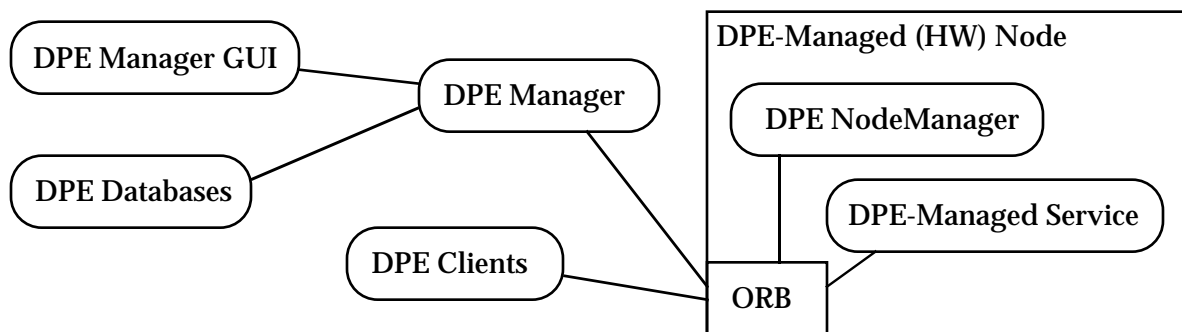 DPE-Managed (HW) Node
DPE Manager GUI
DPE Manager
DPE NodeManager
DPE Databases
DPE-Managed Service
DPE Clients
ORB